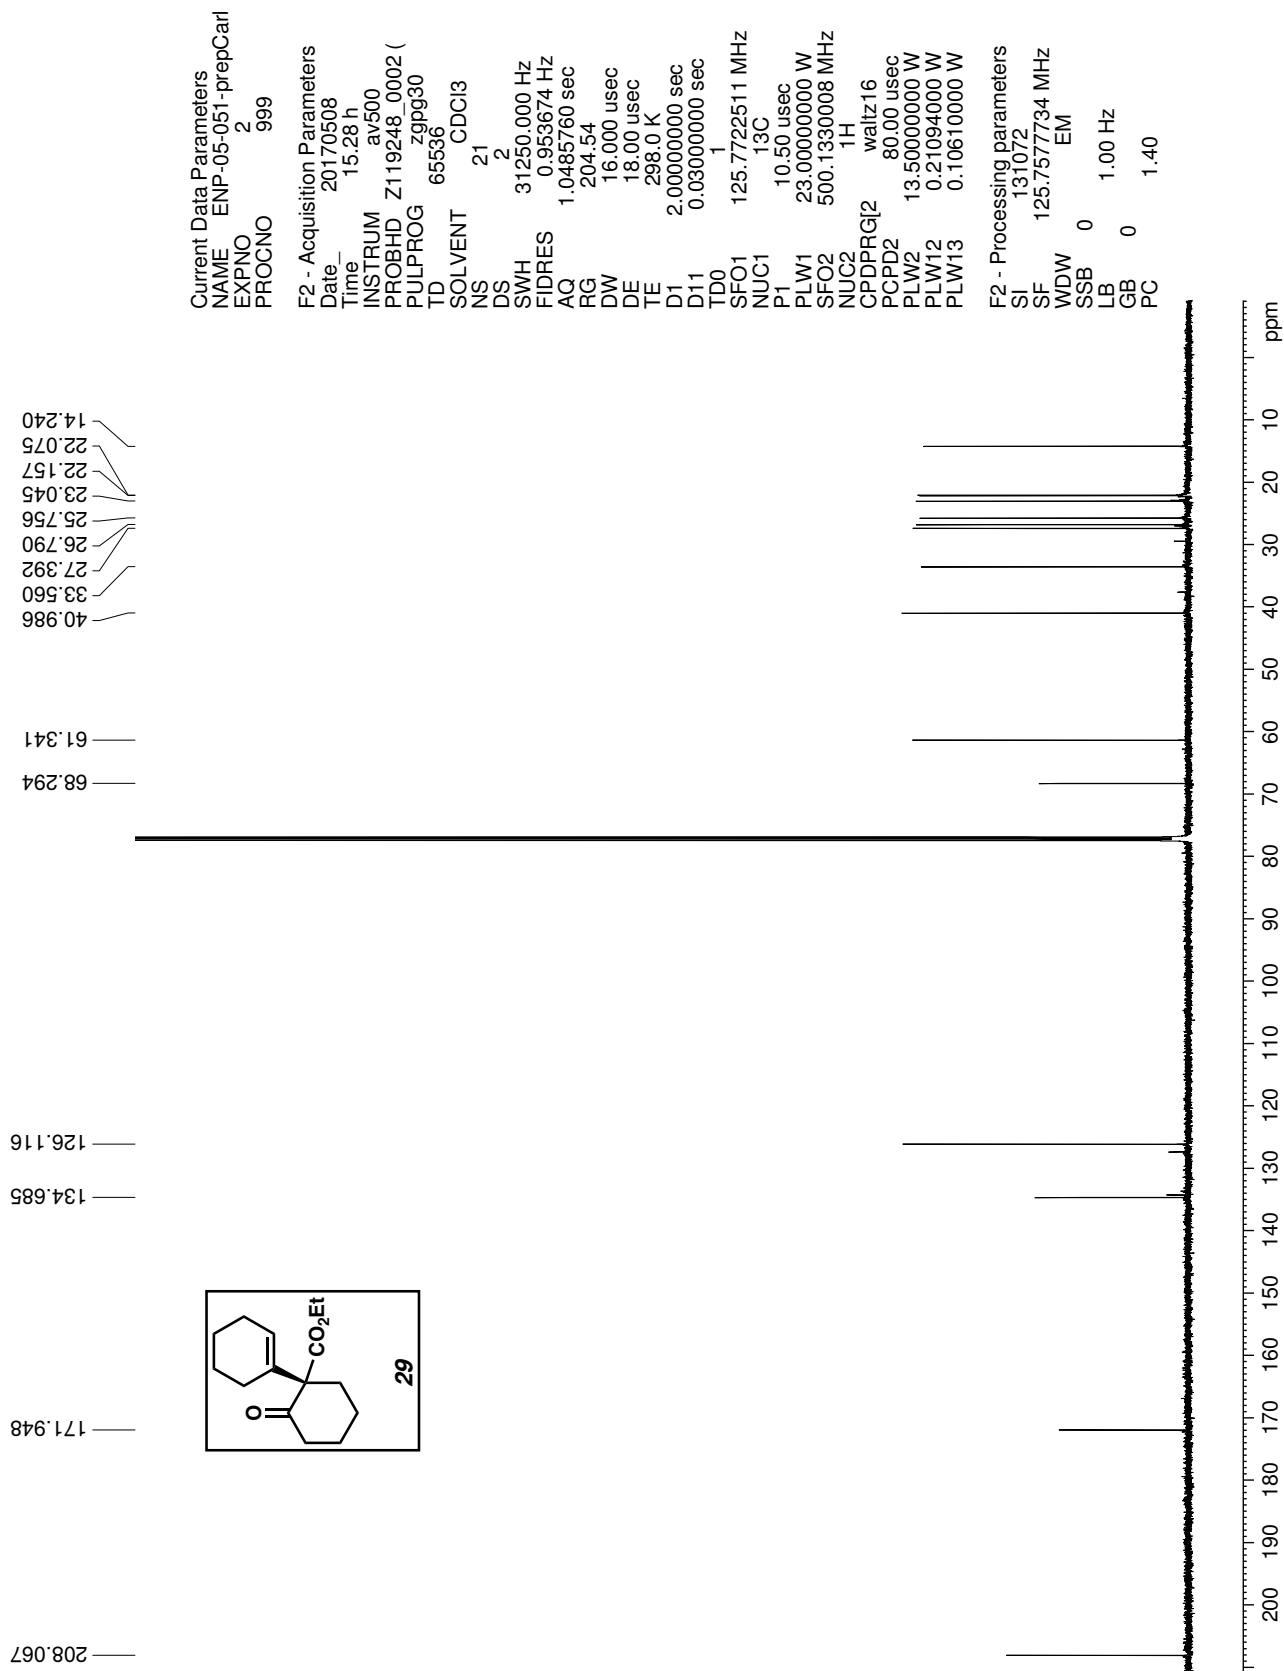 Current Data Parameters
NAME ENP-05-051-prepCarl
EXPNO 2
PROCNO 999
F2 - Acquisition Parameters
Date_ 20170508
Time 15.28 h
INSTRUM av500
PROBHD Z119248_0002 (
PULPROG zgpg30
TD 65536
SOLVENT CDCl3
NS 21
DS 2
SWH 31250.000 Hz
FIDRES 0.953674 Hz
AQ 1.0485760 sec
RG 204.54
DW 16.000 usec
DE 18.00 usec
TE 298.0 K
D1 2.00000000 sec
D11 0.03000000 sec
TD0 1
SFO1 125.7722511 MHz
NUC1 13C
P1 10.50 usec
PLW1 23.00000000 W
SFO2 500.1330008 MHz
NUC2 1H
CPDPRG[2 waltz16
PCPD2 80.00 usec
PLW2 13.50000000 W
PLW12 0.21094000 W
PLW13 0.10610000 W
F2 - Processing parameters
SI 131072
SF 125.7577734 MHz
WDW EM
SSB 0
LB 1.00 Hz
GB 0
PC 1.40
208.067
171.948
134.685
126.116
68.294
61.341
40.986
33.560
27.392
26.790
25.756
23.045
22.157
22.075
14.240
O
CO2Et
29
200 190 180 170 160 150 140 130 120 110 100 90 80 70 60 50 40 30 20 10 ppm